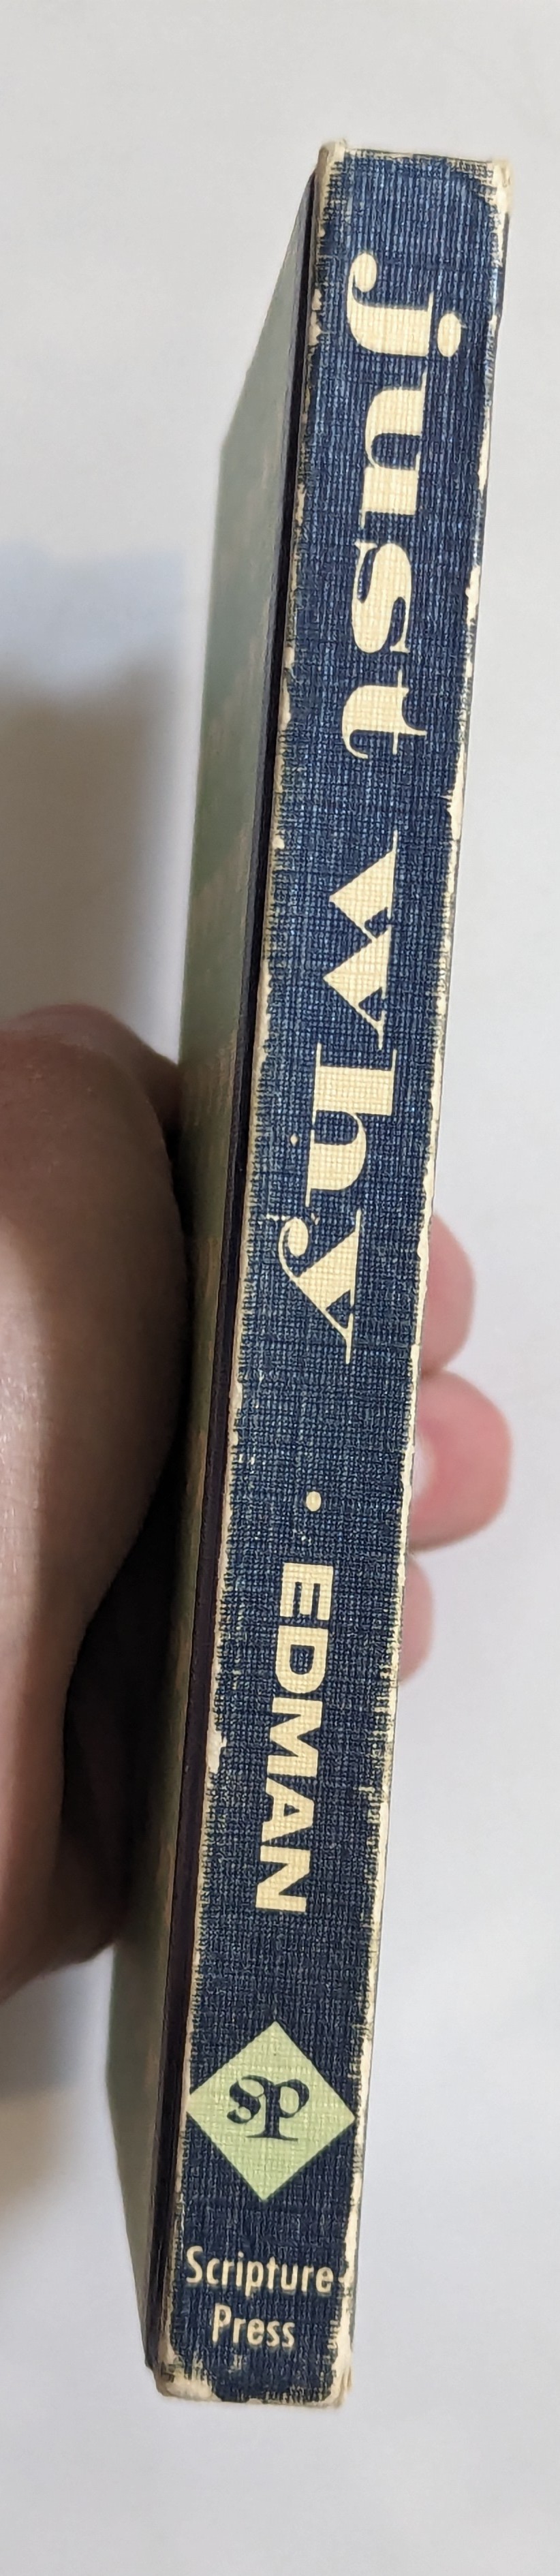 just why • EDMAN
sp
Scripture
Press